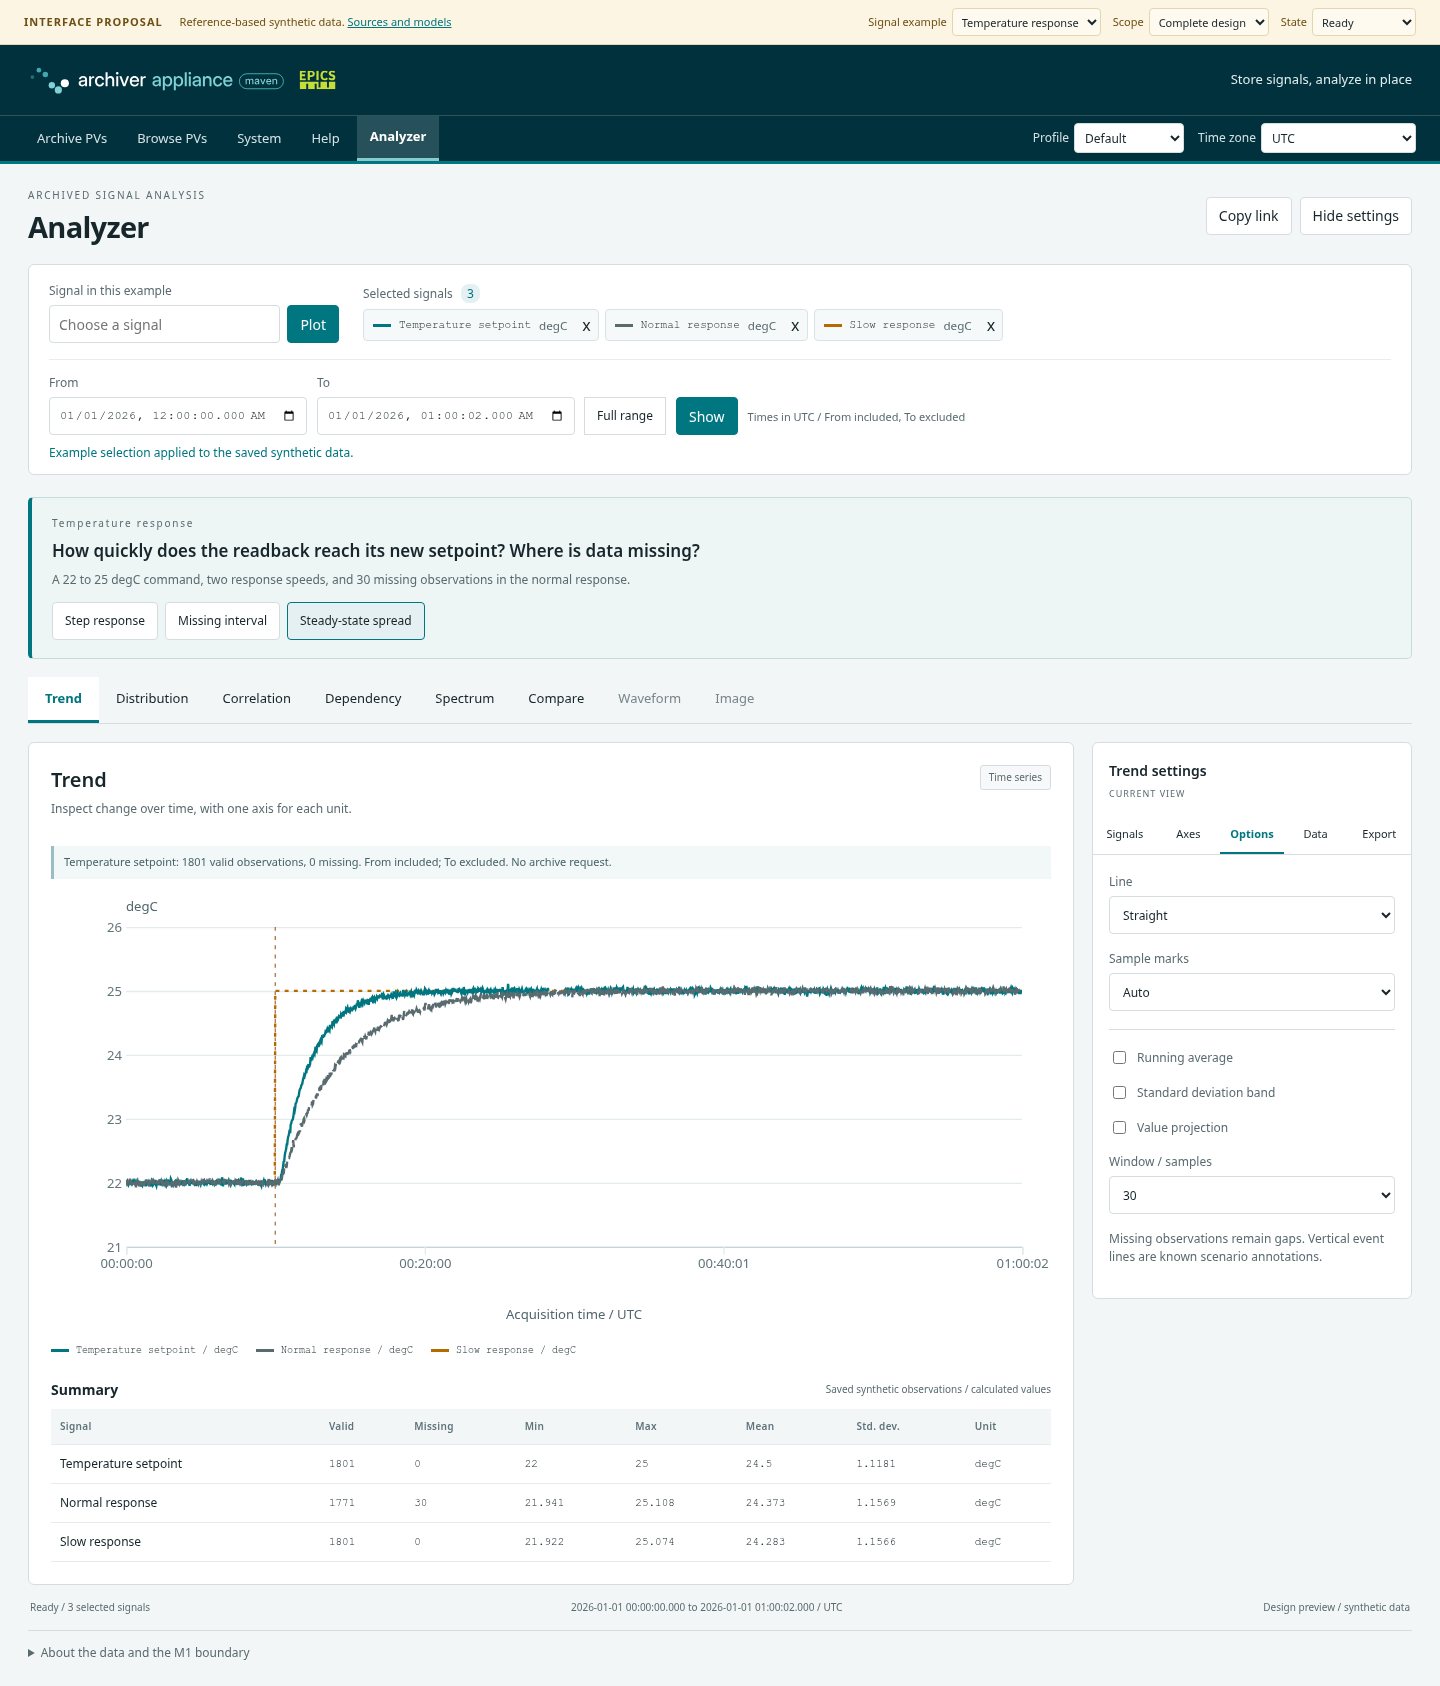 INTERFACE PROPOSAL Reference-based synthetic data. Sources and models Signal example Temperature response Scope Complete design State Ready
archiver appliance maven EPICS Store signals, analyze in place
Archive PVs Browse PVs System Help Analyzer Profile Default Time zone UTC
ARCHIVED SIGNAL ANALYSIS
Analyzer Copy link Hide settings
Signal in this example Selected signals 3
Choose a signal Plot Temperature setpoint degC x Normal response degC x Slow response degC x
From To
01/01/2026, 12:00:00.000 AM 01/01/2026, 01:00:02.000 AM Full range Show Times in UTC / From included, To excluded
Example selection applied to the saved synthetic data.
Temperature response
How quickly does the readback reach its new setpoint? Where is data missing?
A 22 to 25 degC command, two response speeds, and 30 missing observations in the normal response.
Step response Missing interval Steady-state spread
Trend Distribution Correlation Dependency Spectrum Compare Waveform Image
Trend Time series
Inspect change over time, with one axis for each unit.
Temperature setpoint: 1801 valid observations, 0 missing. From included; To excluded. No archive request.
degC
26
25
24
23
22
21
00:00:00 00:20:00 00:40:01 01:00:02
Acquisition time / UTC
Temperature setpoint / degC Normal response / degC Slow response / degC
Summary Saved synthetic observations / calculated values
Signal Valid Missing Min Max Mean Std. dev. Unit
Temperature setpoint 1801 0 22 25 24.5 1.1181 degC
Normal response 1771 30 21.941 25.108 24.373 1.1569 degC
Slow response 1801 0 21.922 25.074 24.283 1.1566 degC
Trend settings
CURRENT VIEW
Signals Axes Options Data Export
Line
Straight
Sample marks
Auto
Running average
Standard deviation band
Value projection
Window / samples
30
Missing observations remain gaps. Vertical event
lines are known scenario annotations.
Ready / 3 selected signals 2026-01-01 00:00:00.000 to 2026-01-01 01:00:02.000 / UTC Design preview / synthetic data
About the data and the M1 boundary